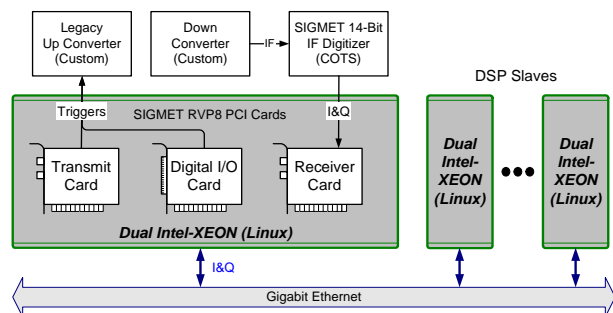 Legacy
Up Converter
(Custom)
Down
Converter
(Custom)
IF
SIGMET 14-Bit
IF Digitizer
(COTS)
DSP Slaves
Triggers
SIGMET RVP8 PCI Cards
I&Q
Transmit
Card
Digital I/O
Card
Receiver
Card
Dual Intel-XEON (Linux)
Dual
Intel-
XEON
(Linux)
Dual
Intel-
XEON
(Linux)
I&Q
Gigabit Ethernet